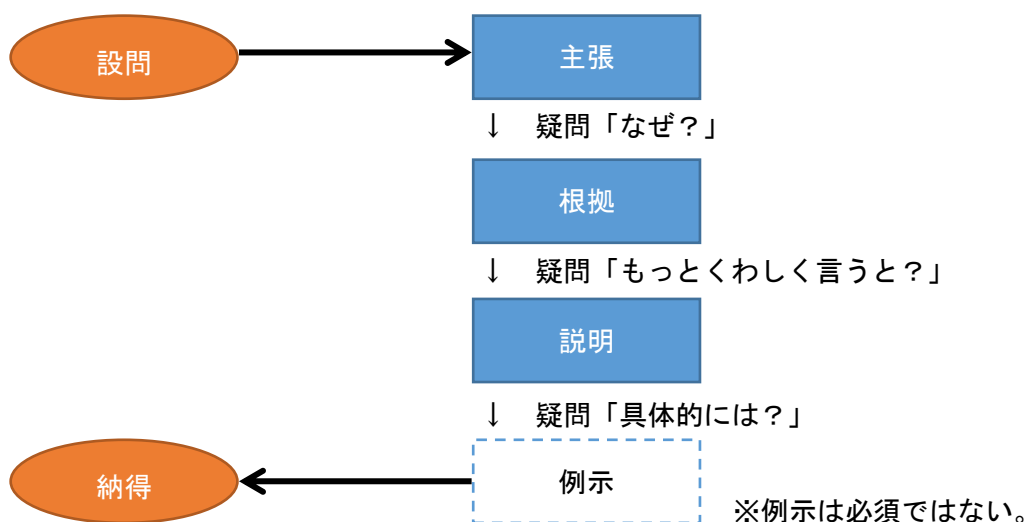 設問
主張
↓ 疑問「なぜ？」
根拠
↓ 疑問「もっとくわしく言うと？」
説明
↓ 疑問「具体的には？」
納得
例示
※例示は必須ではない。